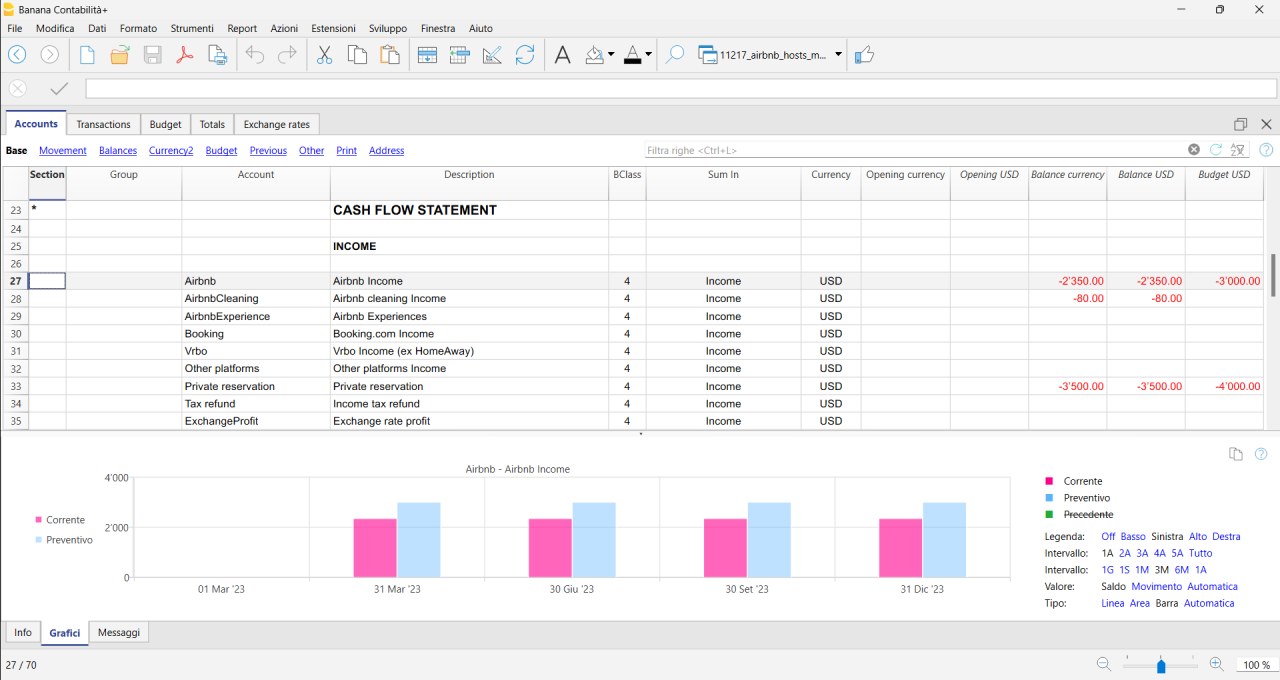 Banana Contabilità+
File Modifica Dati Formato Strumenti Report Azioni Estensioni Sviluppo Finestra Aiuto
11217_airbnb_hosts_m...
Accounts Transactions Budget Totals Exchange rates
Base Movement Balances Currency2 Budget Previous Other Print Address Filtra righe <Ctrl+L>
Section Group Account Description BClass Sum In Currency Opening currency Opening USD Balance currency Balance USD Budget USD
23 * CASH FLOW STATEMENT
24
25 INCOME
26
27 Airbnb Airbnb Income 4 Income USD -2'350.00 -2'350.00 -3'000.00
28 AirbnbCleaning Airbnb cleaning Income 4 Income USD -80.00 -80.00
29 AirbnbExperience Airbnb Experiences 4 Income USD
30 Booking Booking.com Income 4 Income USD
31 Vrbo Vrbo Income (ex HomeAway) 4 Income USD
32 Other platforms Other platforms Income 4 Income USD
33 Private reservation Private reservation 4 Income USD -3'500.00 -3'500.00 -4'000.00
34 Tax refund Income tax refund 4 Income USD
35 ExchangeProfit Exchange rate profit 4 Income USD
Airbnb - Airbnb Income
4'000
2'000
0
Corrente
Preventivo
01 Mar '23 31 Mar '23 30 Giu '23 30 Set '23 31 Dic '23
Corrente
Preventivo
Precedente
Legenda: Off Basso Sinistra Alto Destra
Intervallo: 1A 2A 3A 4A 5A Tutto
Intervallo: 1G 1S 1M 3M 6M 1A
Valore: Saldo Movimento Automatica
Tipo: Linea Area Barra Automatica
Info Grafici Messaggi
27 / 70 100 %